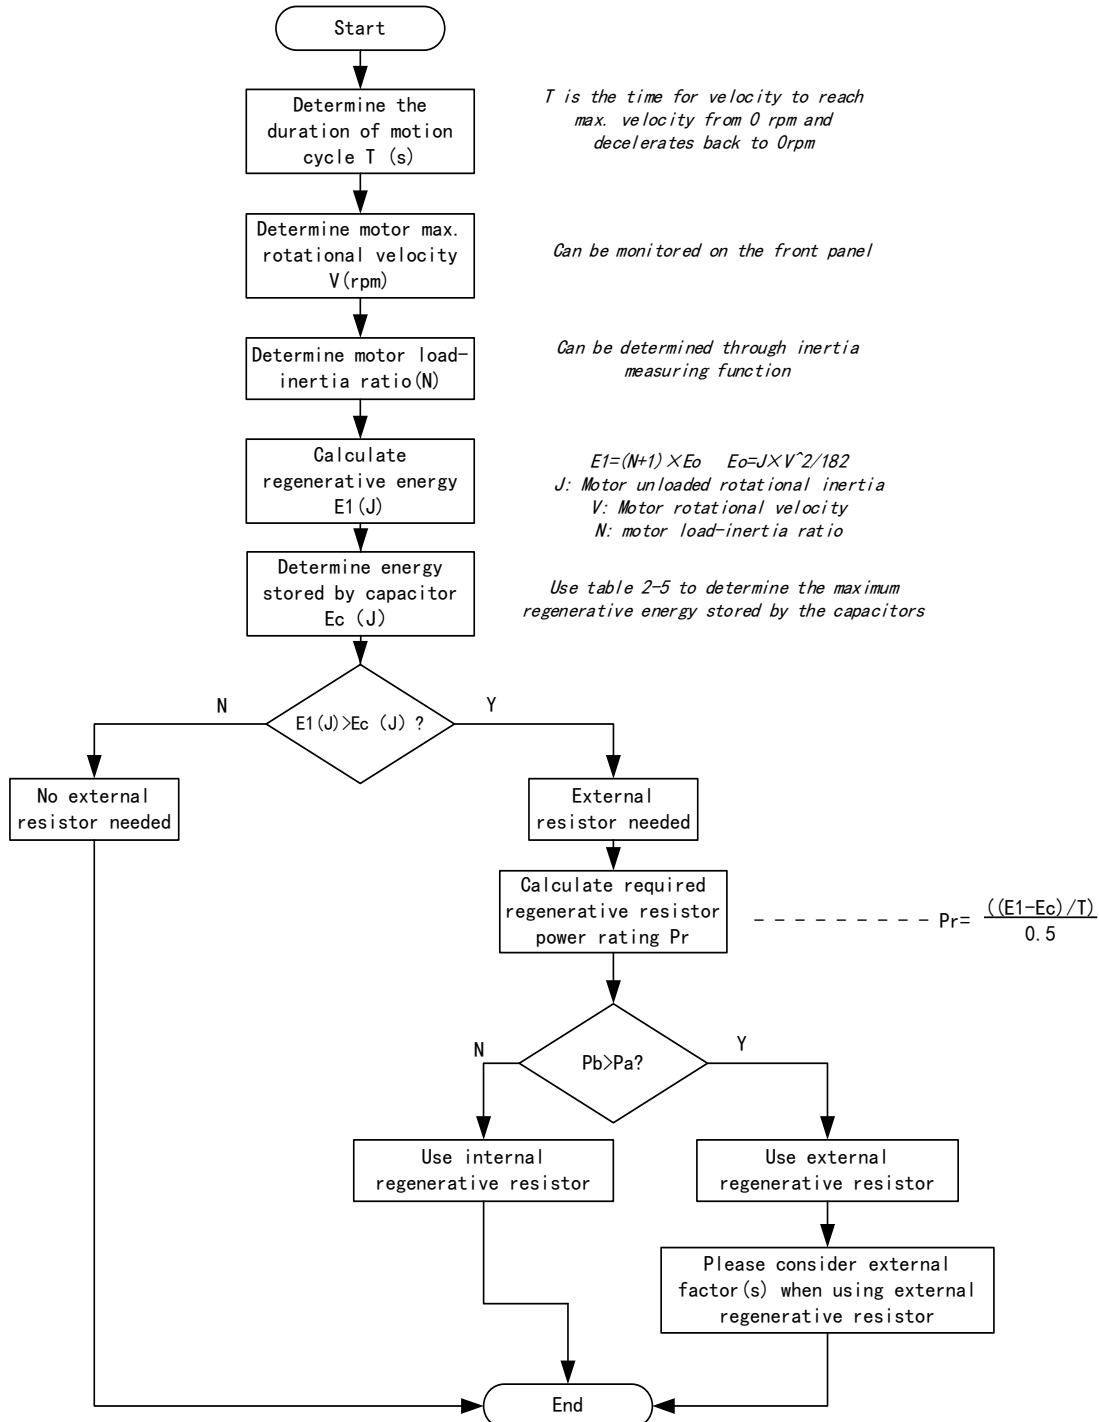 Start
Determine the
duration of motion
cycle T (s)
T is the time for velocity to reach
max. velocity from 0 rpm and
decelerates back to 0rpm
Determine motor max.
rotational velocity
V(rpm)
Can be monitored on the front panel
Determine motor load-
inertia ratio(N)
Can be determined through inertia
measuring function
Calculate
regenerative energy
E1(J)
E1=(N+1)×Eo Eo=J×V^2/182
J: Motor unloaded rotational inertia
V: Motor rotational velocity
N: motor load-inertia ratio
Determine energy
stored by capacitor
Ec (J)
Use table 2-5 to determine the maximum
regenerative energy stored by the capacitors
E1(J)>Ec (J) ?
N
Y
No external
resistor needed
External
resistor needed
Calculate required
regenerative resistor
power rating Pr
Pr= ((E1-Ec)/T)
0.5
Pb>Pa?
N
Y
Use internal
regenerative resistor
Use external
regenerative resistor
Please consider external
factor(s) when using external
regenerative resistor
End